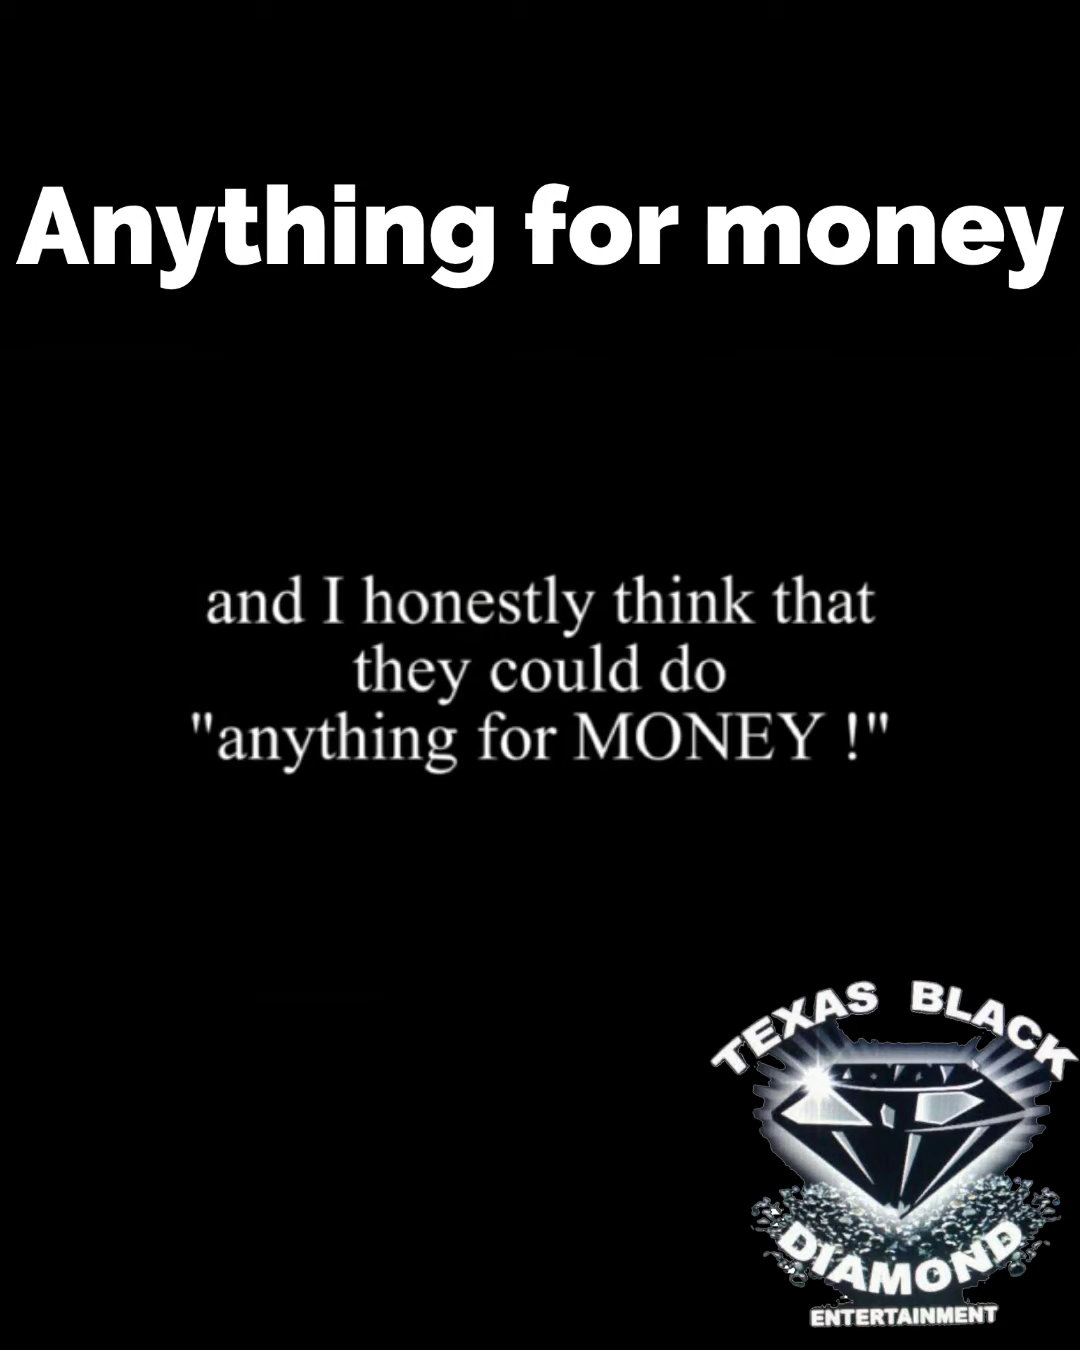 Anything for money
and I honestly think that
they could do
"anything for MONEY !"
TEXAS BLACK
DIAMOND
ENTERTAINMENT